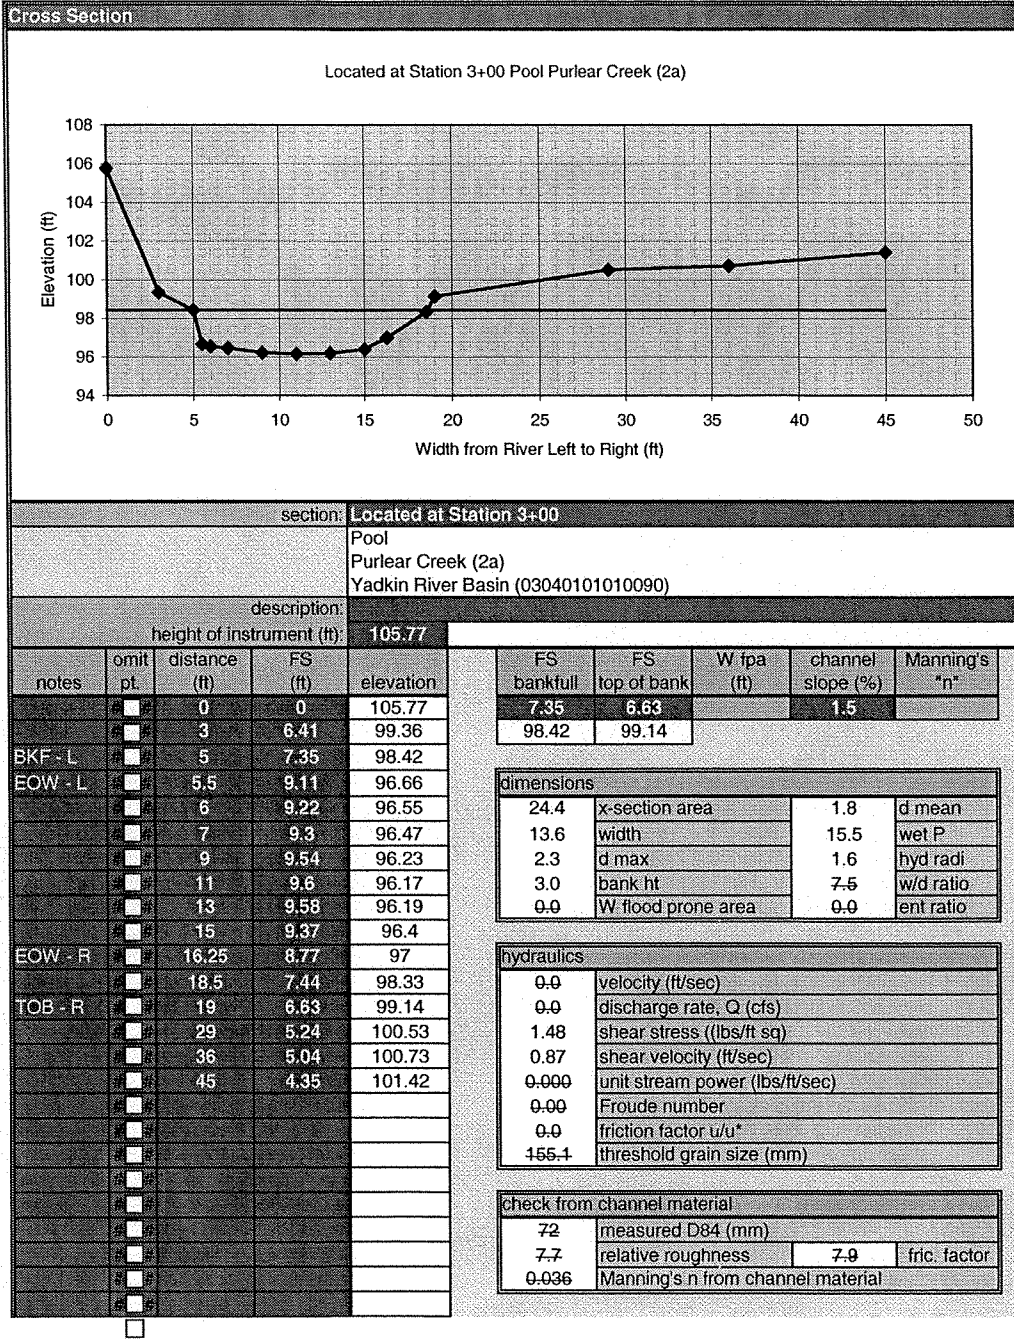 Cross Section
Located at Station 3+00 Pool Purlear Creek (2a)
108
106
104
102
100
98
96
94
Elevation (ft)
0 5 10 15 20 25 30 35 40 45 50
Width from River Left to Right (ft)
section: Located at Station 3+00
Pool
Purlear Creek (2a)
Yadkin River Basin (03040101010090)
description:
height of instrument (ft): 105.77
notes omit pt. distance (ft) FS (ft) elevation
# # 0 0 105.77
# # 3 6.41 99.36
BKF - L # # 5 7.35 98.42
EOW - L # # 5.5 9.11 96.66
# # 6 9.22 96.55
# # 7 9.3 96.47
# # 9 9.54 96.23
# # 11 9.6 96.17
# # 13 9.58 96.19
# # 15 9.37 96.4
EOW - R # # 16.25 8.77 97
# # 18.5 7.44 98.33
TOB - R # # 19 6.63 99.14
# # 29 5.24 100.53
# # 36 5.04 100.73
# # 45 4.35 101.42
# #
# #
# #
# #
# #
# #
# #
# #
# #
FS bankfull FS top of bank W fpa (ft) channel slope (%) Manning's "n"
7.35 6.63 1.5
98.42 99.14
dimensions
24.4 x-section area 1.8 d mean
13.6 width 15.5 wet P
2.3 d max 1.6 hyd radi
3.0 bank ht 7.5 w/d ratio
0.0 W flood prone area 0.0 ent ratio
hydraulics
0.0 velocity (ft/sec)
0.0 discharge rate, Q (cfs)
1.48 shear stress ((lbs/ft sq)
0.87 shear velocity (ft/sec)
0.000 unit stream power (lbs/ft/sec)
0.00 Froude number
0.0 friction factor u/u*
155.1 threshold grain size (mm)
check from channel material
72 measured D84 (mm)
7.7 relative roughness 7.9 fric. factor
0.036 Manning's n from channel material